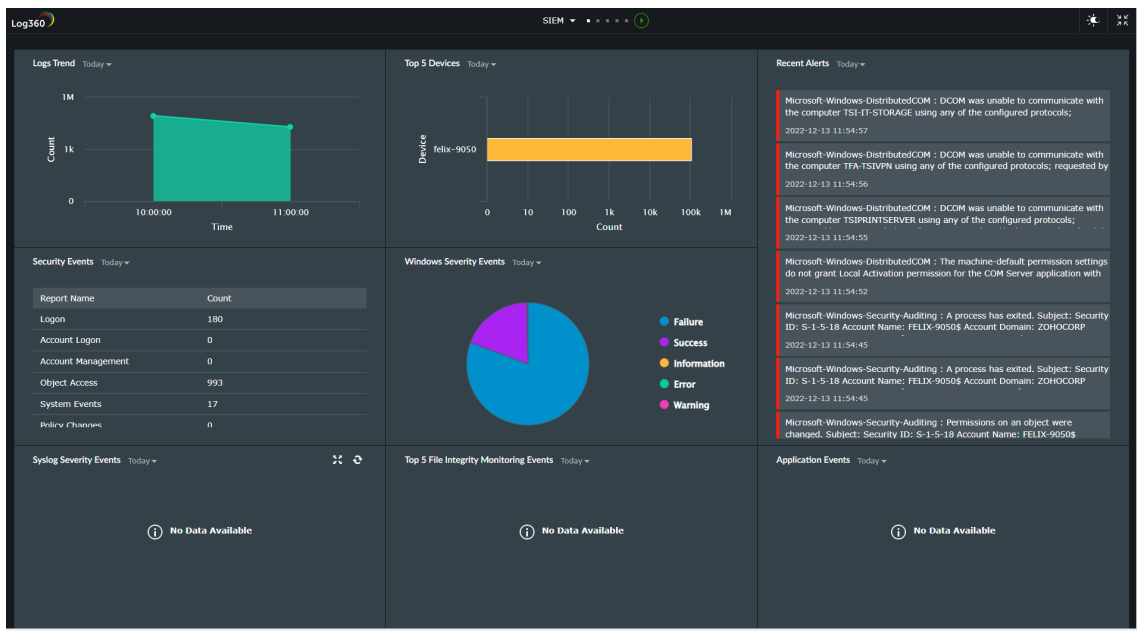 Log360
SIEM
Logs Trend Today
1M
1k
0
Count
10:00:00 11:00:00
Time
Top 5 Devices Today
Device
felix-9050
0 10 100 1k 10k 100k 1M
Count
Recent Alerts Today
Microsoft-Windows-DistributedCOM : DCOM was unable to communicate with
the computer TSI-IT-STORAGE using any of the configured protocols;
2022-12-13 11:54:57
Microsoft-Windows-DistributedCOM : DCOM was unable to communicate with
the computer TFA-TSIVPN using any of the configured protocols; requested by
2022-12-13 11:54:56
Microsoft-Windows-DistributedCOM : DCOM was unable to communicate with
the computer TSIPRINTSERVER using any of the configured protocols;
2022-12-13 11:54:55
Microsoft-Windows-DistributedCOM : The machine-default permission settings
do not grant Local Activation permission for the COM Server application with
2022-12-13 11:54:52
Microsoft-Windows-Security-Auditing : A process has exited. Subject: Security
ID: S-1-5-18 Account Name: FELIX-9050$ Account Domain: ZOHOCORP
2022-12-13 11:54:45
Microsoft-Windows-Security-Auditing : A process has exited. Subject: Security
ID: S-1-5-18 Account Name: FELIX-9050$ Account Domain: ZOHOCORP
2022-12-13 11:54:45
Microsoft-Windows-Security-Auditing : Permissions on an object were
changed. Subject: Security ID: S-1-5-18 Account Name: FELIX-9050$
Security Events Today
Report Name Count
Logon 180
Account Logon 0
Account Management 0
Object Access 993
System Events 17
Policy Changes 0
Windows Severity Events Today
Failure
Success
Information
Error
Warning
Syslog Severity Events Today
No Data Available
Top 5 File Integrity Monitoring Events Today
No Data Available
Application Events Today
No Data Available